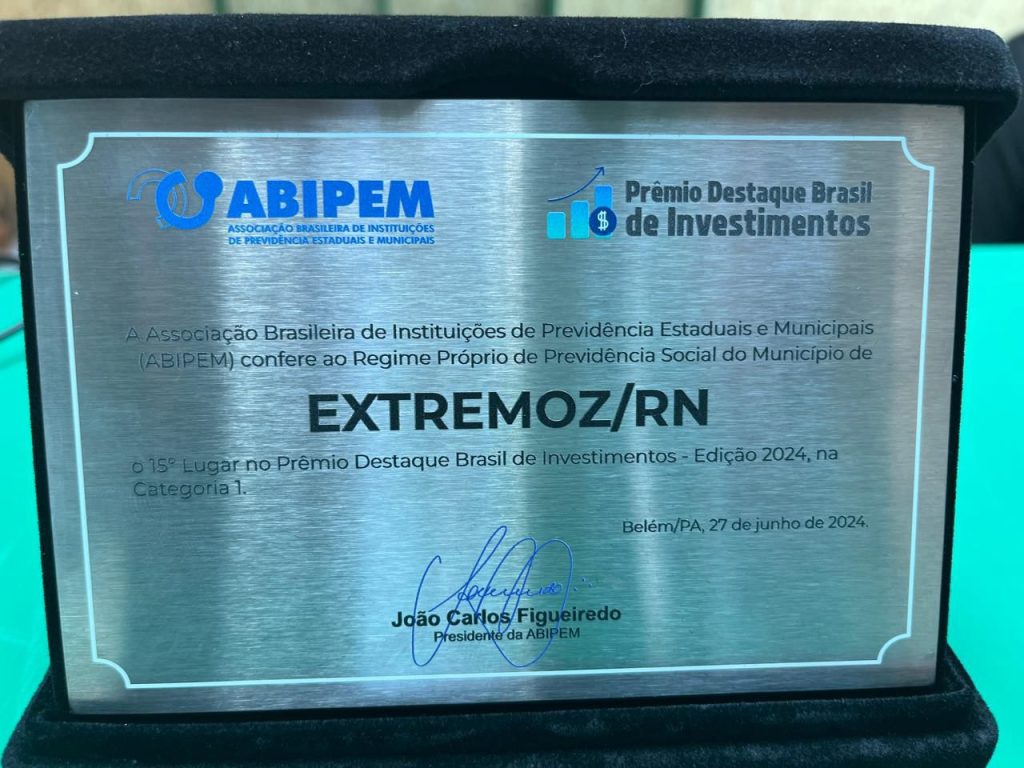 ABIPEM
ASSOCIAÇÃO BRASILEIRA DE INSTITUIÇÕES
DE PREVIDÊNCIA ESTADUAIS E MUNICIPAIS
Prêmio Destaque Brasil
de Investimentos
$
A Associação Brasileira de Instituições de Previdência Estaduais e Municipais
(ABIPEM) confere ao Regime Próprio de Previdência Social do Município de
EXTREMOZ/RN
o 15º Lugar no Prêmio Destaque Brasil de Investimentos - Edição 2024, na
Categoria 1.
Belém/PA, 27 de junho de 2024.
João Carlos Figueiredo
Presidente da ABIPEM